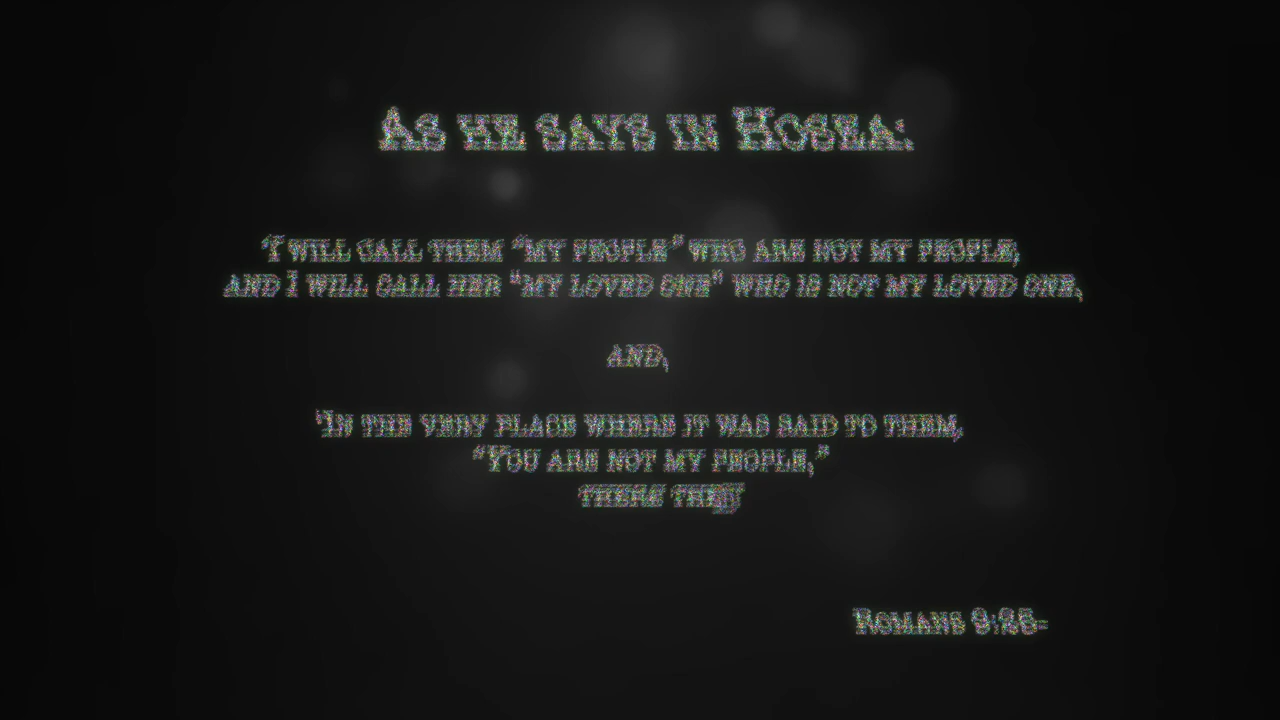 As he says in Hosea:
"I will call them "my people" who are not my people,
and I will call her "my loved one" who is not my loved one,
and,
"In the very place where it was said to them,
"You are not my people,"
there they
Romans 9:25-